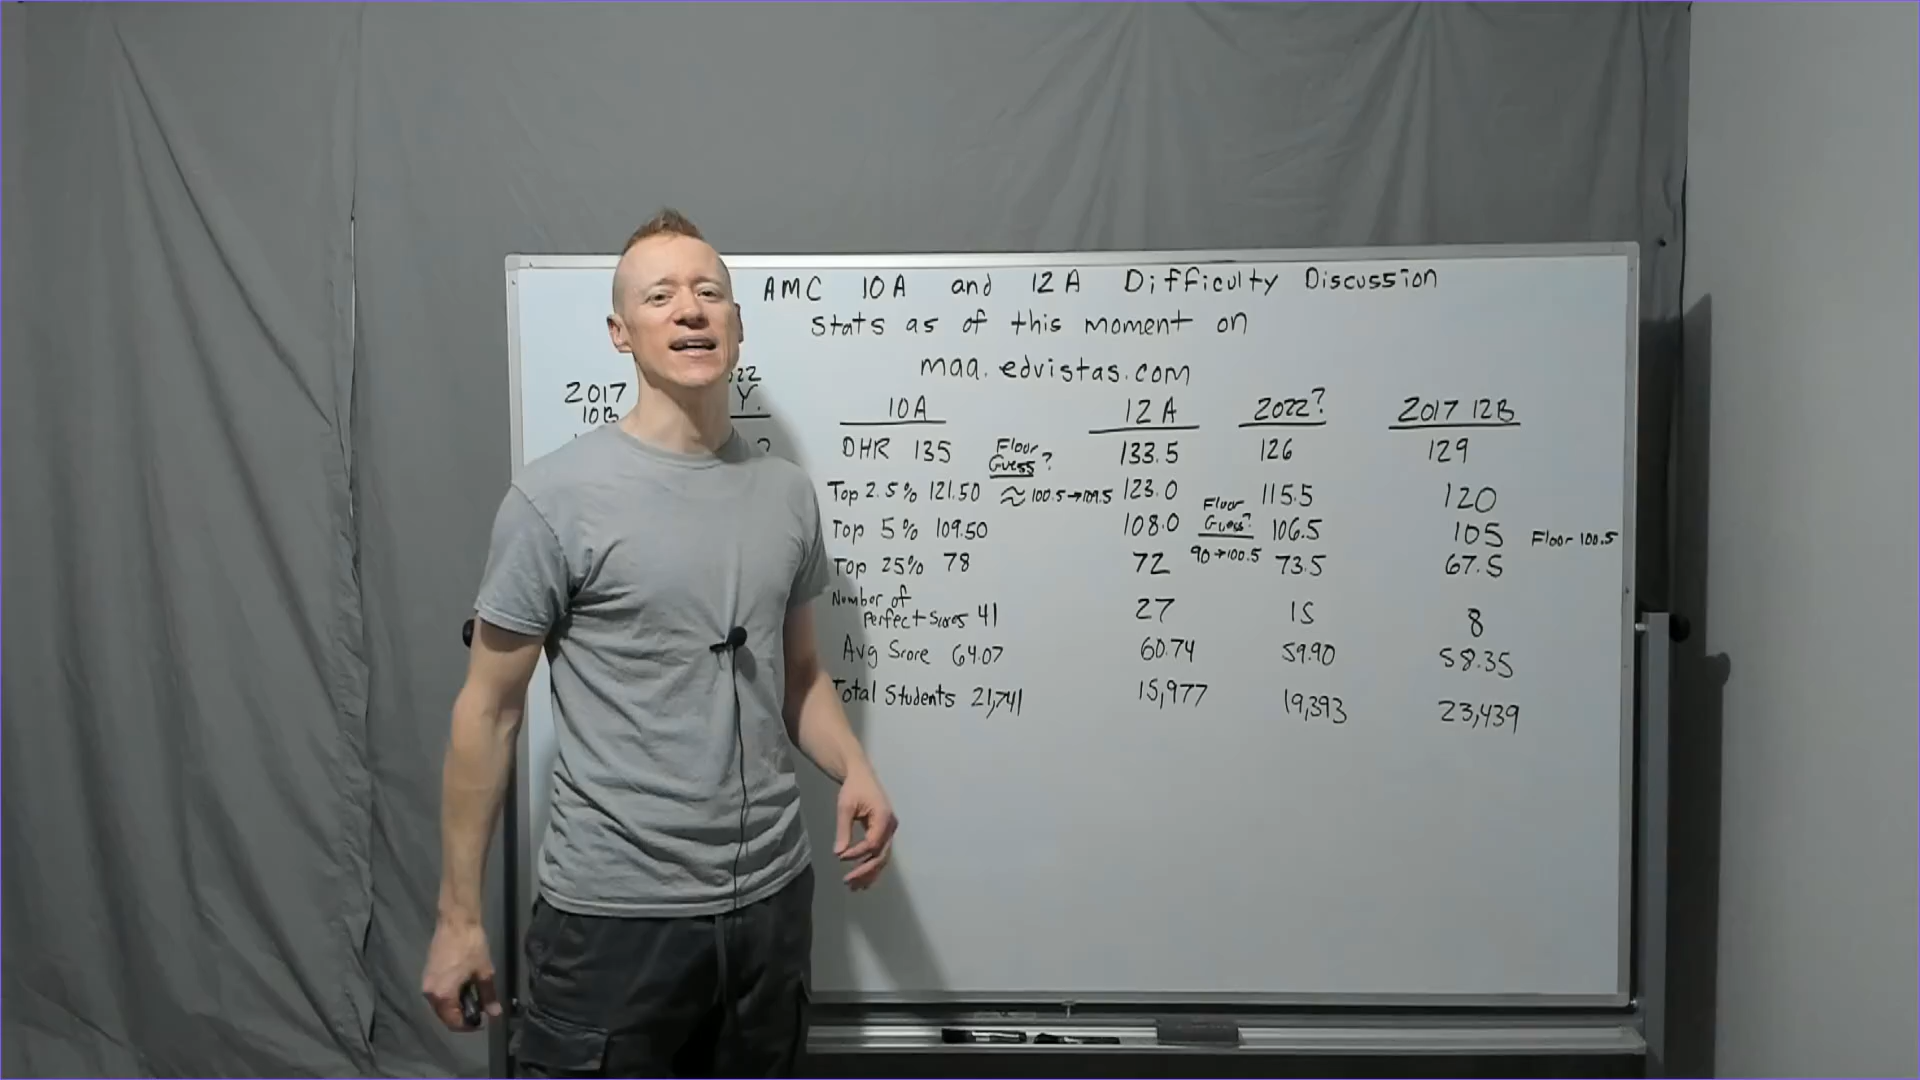 AMC 10A and 12A Difficulty Discussion
Stats as of this moment on
maa.edvistas.com
2017
10B
22
Y.
?
10A 12A 2022? 2017 12B
DHR 135 Floor Guess? 133.5 126 129
Top 2.5% 121.50 ≈ 100.5→109.5 123.0 115.5 120
Top 5% 109.50 108.0 Floor Guess? 106.5 105 Floor 100.5
Top 25% 78 72 90→100.5 73.5 67.5
Number of
Perfect Scores 41 27 15 8
Avg Score 64.07 60.74 59.90 58.35
Total Students 21,741 15,977 19,393 23,439